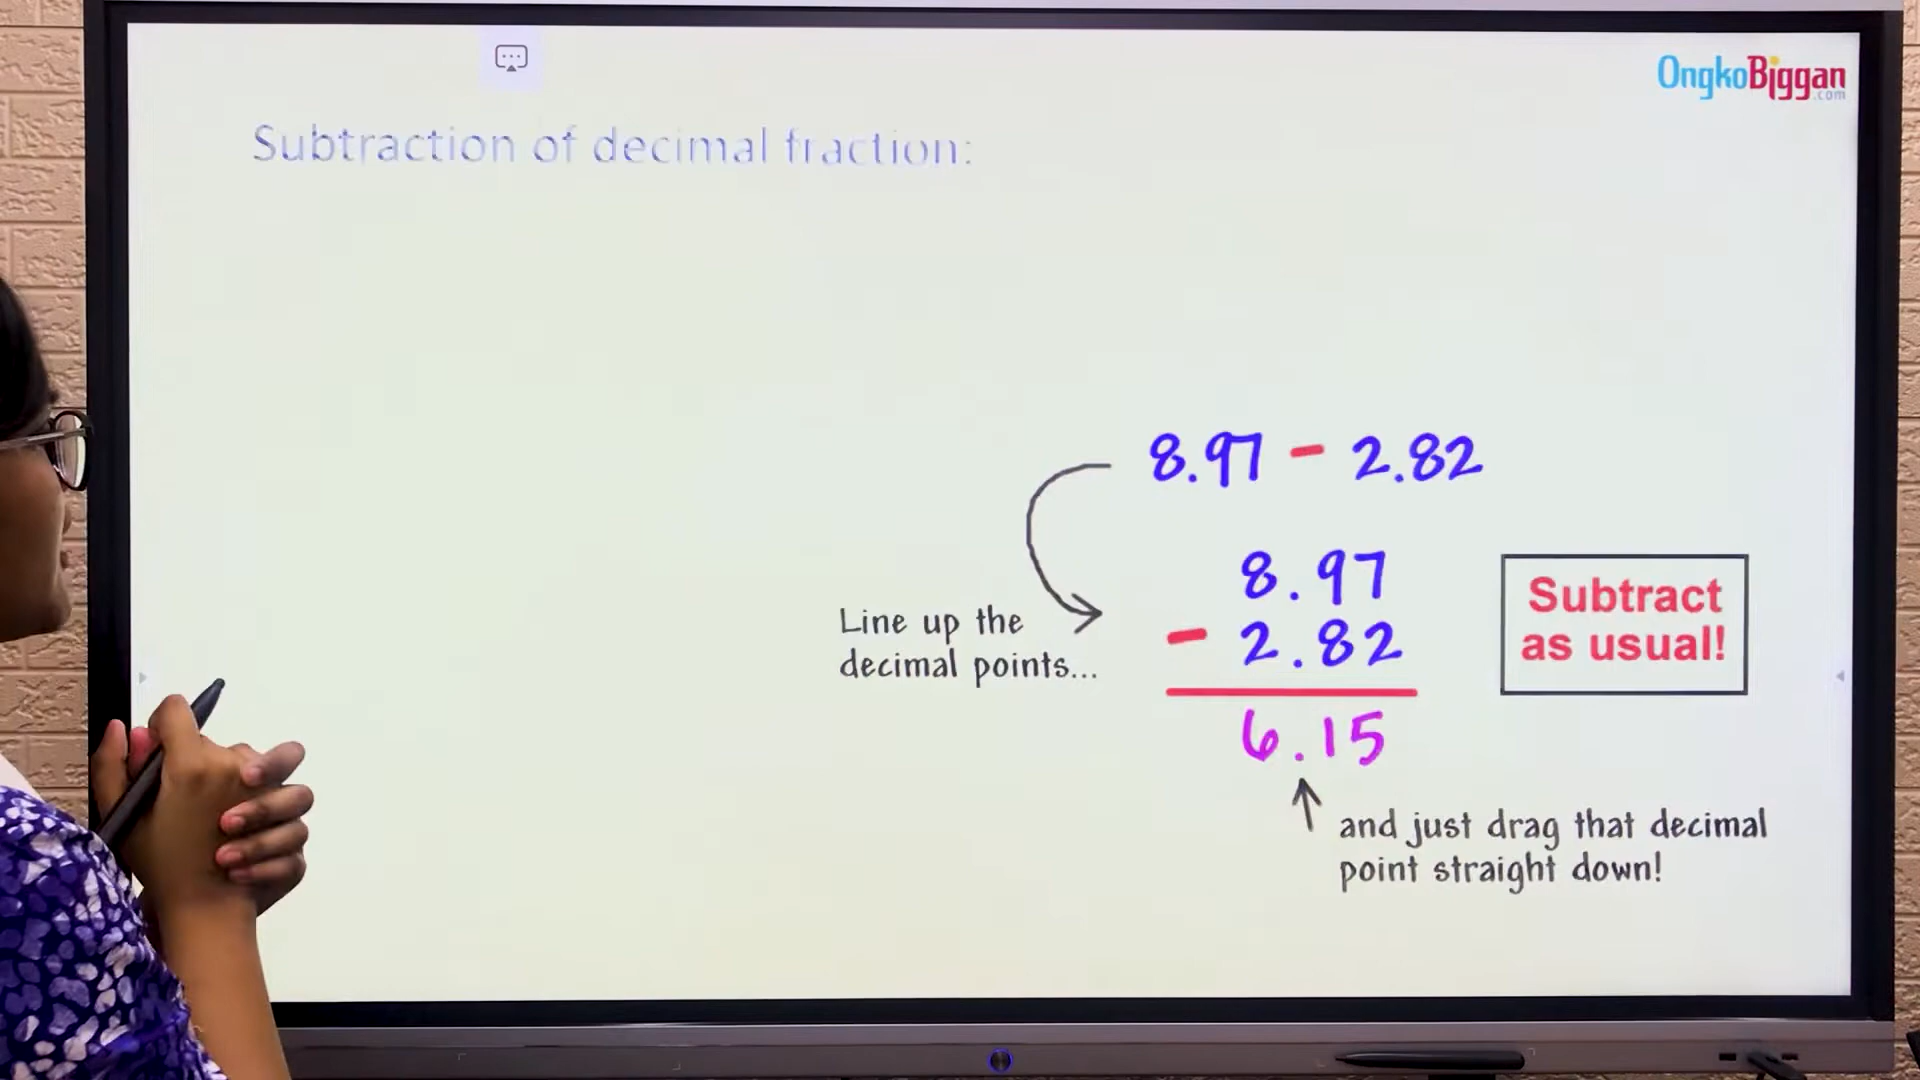 OngkoBiggan
.com
Subtraction of decimal fraction:
8.97 - 2.82
8.97
- 2.82
6.15
Line up the
decimal points...
Subtract
as usual!
and just drag that decimal
point straight down!